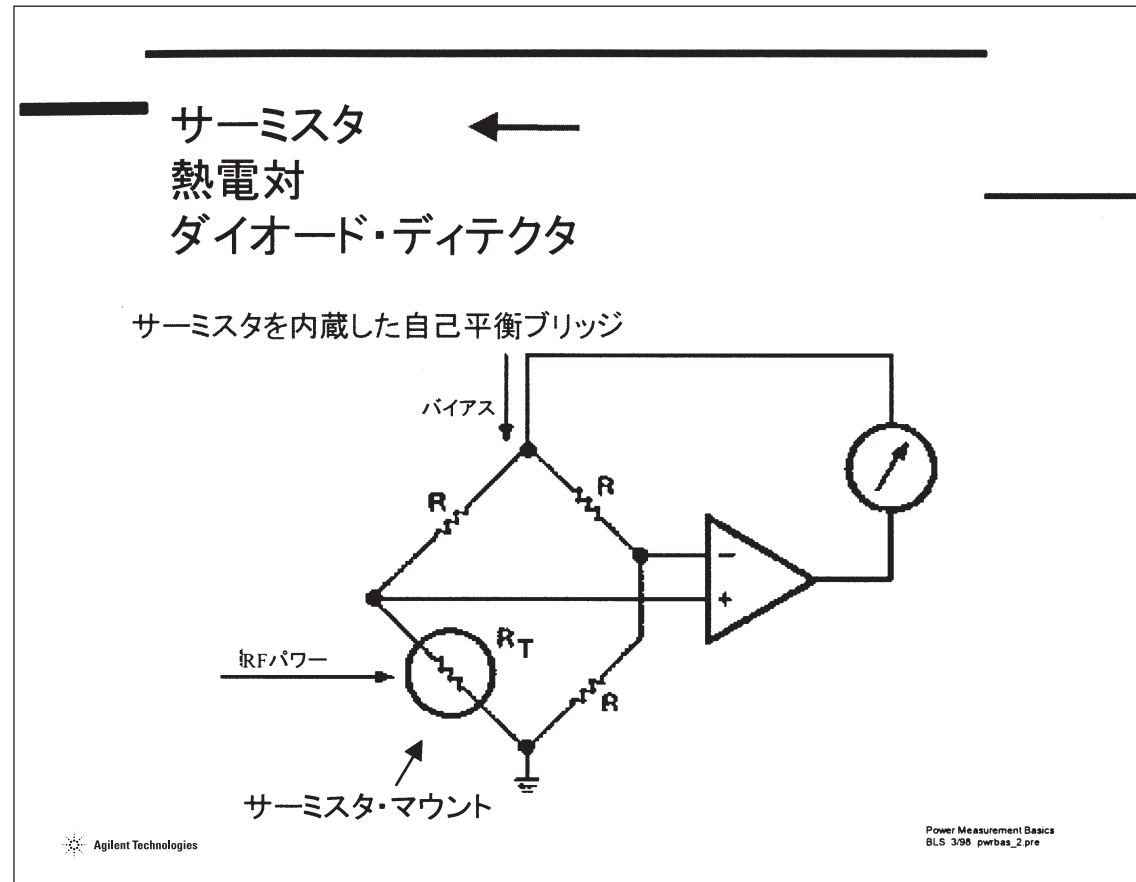 サーミスタ
熱電対
ダイオード・ディテクタ
サーミスタを内蔵した自己平衡ブリッジ
バイアス
R
R
−
+
RT
RFパワー
R
サーミスタ・マウント
Agilent Technologies
Power Measurement Basics
BLS 3/98 pwrbas_2.pre